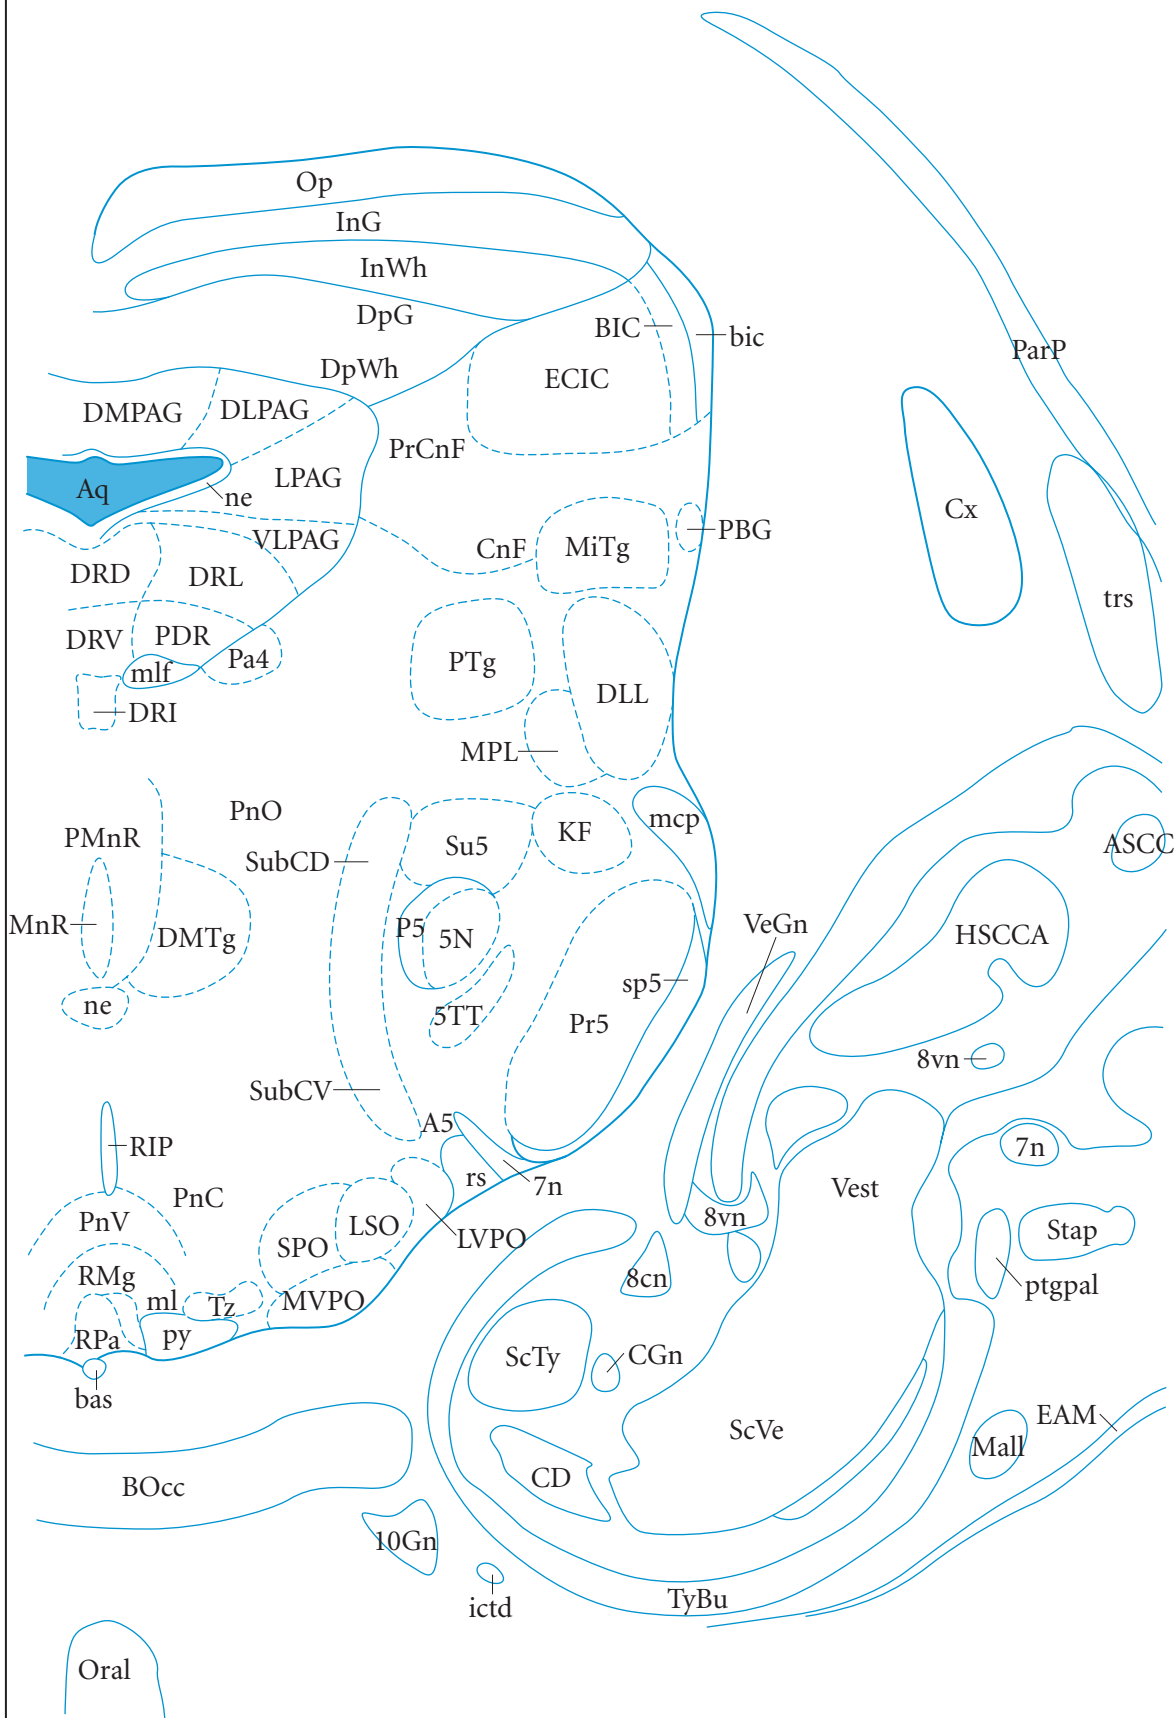 Op
InG
InWh
DpG
BIC
bic
ParP
DpWh
ECIC
DMPAG
DLPAG
PrCnF
LPAG
Aq
ne
Cx
VLPAG
CnF
MiTg
PBG
DRD
DRL
trs
DRV
PDR
Pa4
PTg
mlf
DLL
DRI
MPL
PnO
mcp
PMnR
SubCD
Su5
KF
ASCC
MnR
DMTg
P5
5N
VeGn
HSCCA
ne
5TT
sp5
Pr5
8vn
SubCV
A5
RIP
7n
rs
7n
PnC
Vest
PnV
LSO
8vn
Stap
SPO
LVPO
RMg
8cn
ptgpal
ml
Tz
MVPO
RPa
py
ScTy
CGn
bas
EAM
ScVe
Mall
BOcc
CD
10Gn
ictd
TyBu
Oral